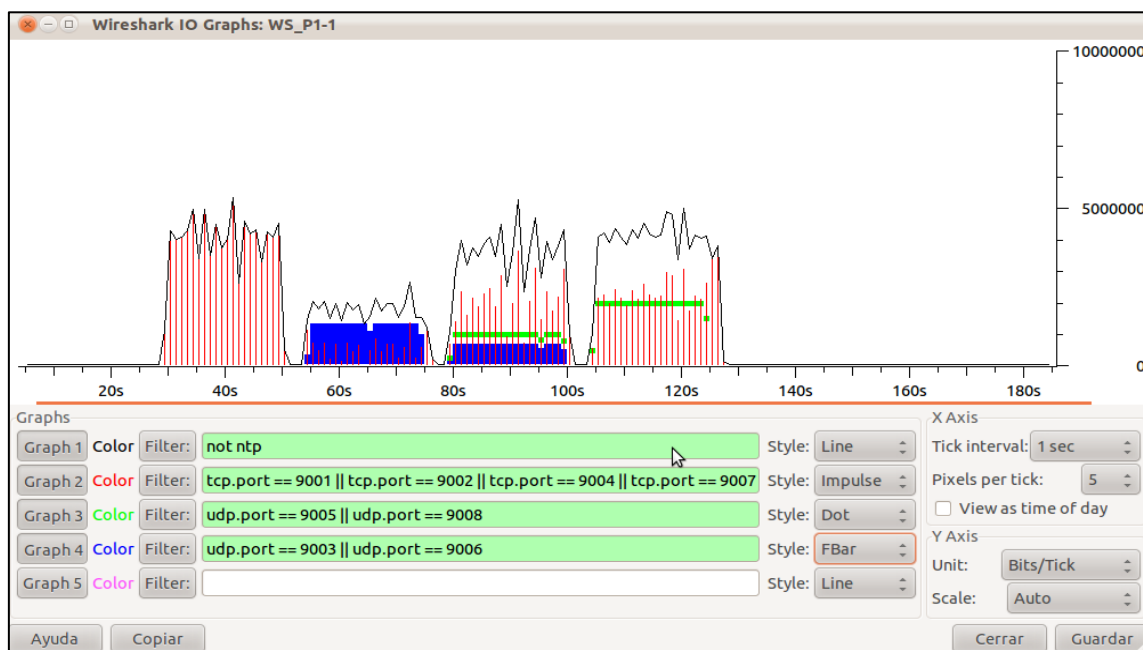 Wireshark IO Graphs: WS_P1-1
10000000
5000000
0
20s 40s 60s 80s 100s 120s 140s 160s 180s
Graphs
Graph 1 Color Filter: not ntp Style: Line
Graph 2 Color Filter: tcp.port == 9001 || tcp.port == 9002 || tcp.port == 9004 || tcp.port == 9007 Style: Impulse
Graph 3 Color Filter: udp.port == 9005 || udp.port == 9008 Style: Dot
Graph 4 Color Filter: udp.port == 9003 || udp.port == 9006 Style: FBar
Graph 5 Color Filter: Style: Line
X Axis
Tick interval: 1 sec
Pixels per tick: 5
View as time of day
Y Axis
Unit: Bits/Tick
Scale: Auto
Ayuda Copiar Cerrar Guardar